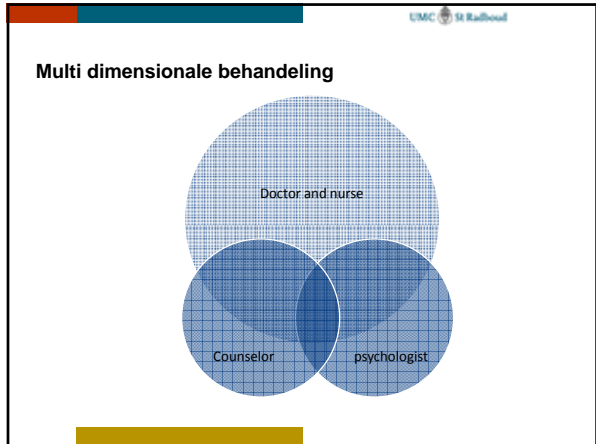 UMC St Radboud
Multi dimensionale behandeling
Doctor and nurse
Counselor
psychologist